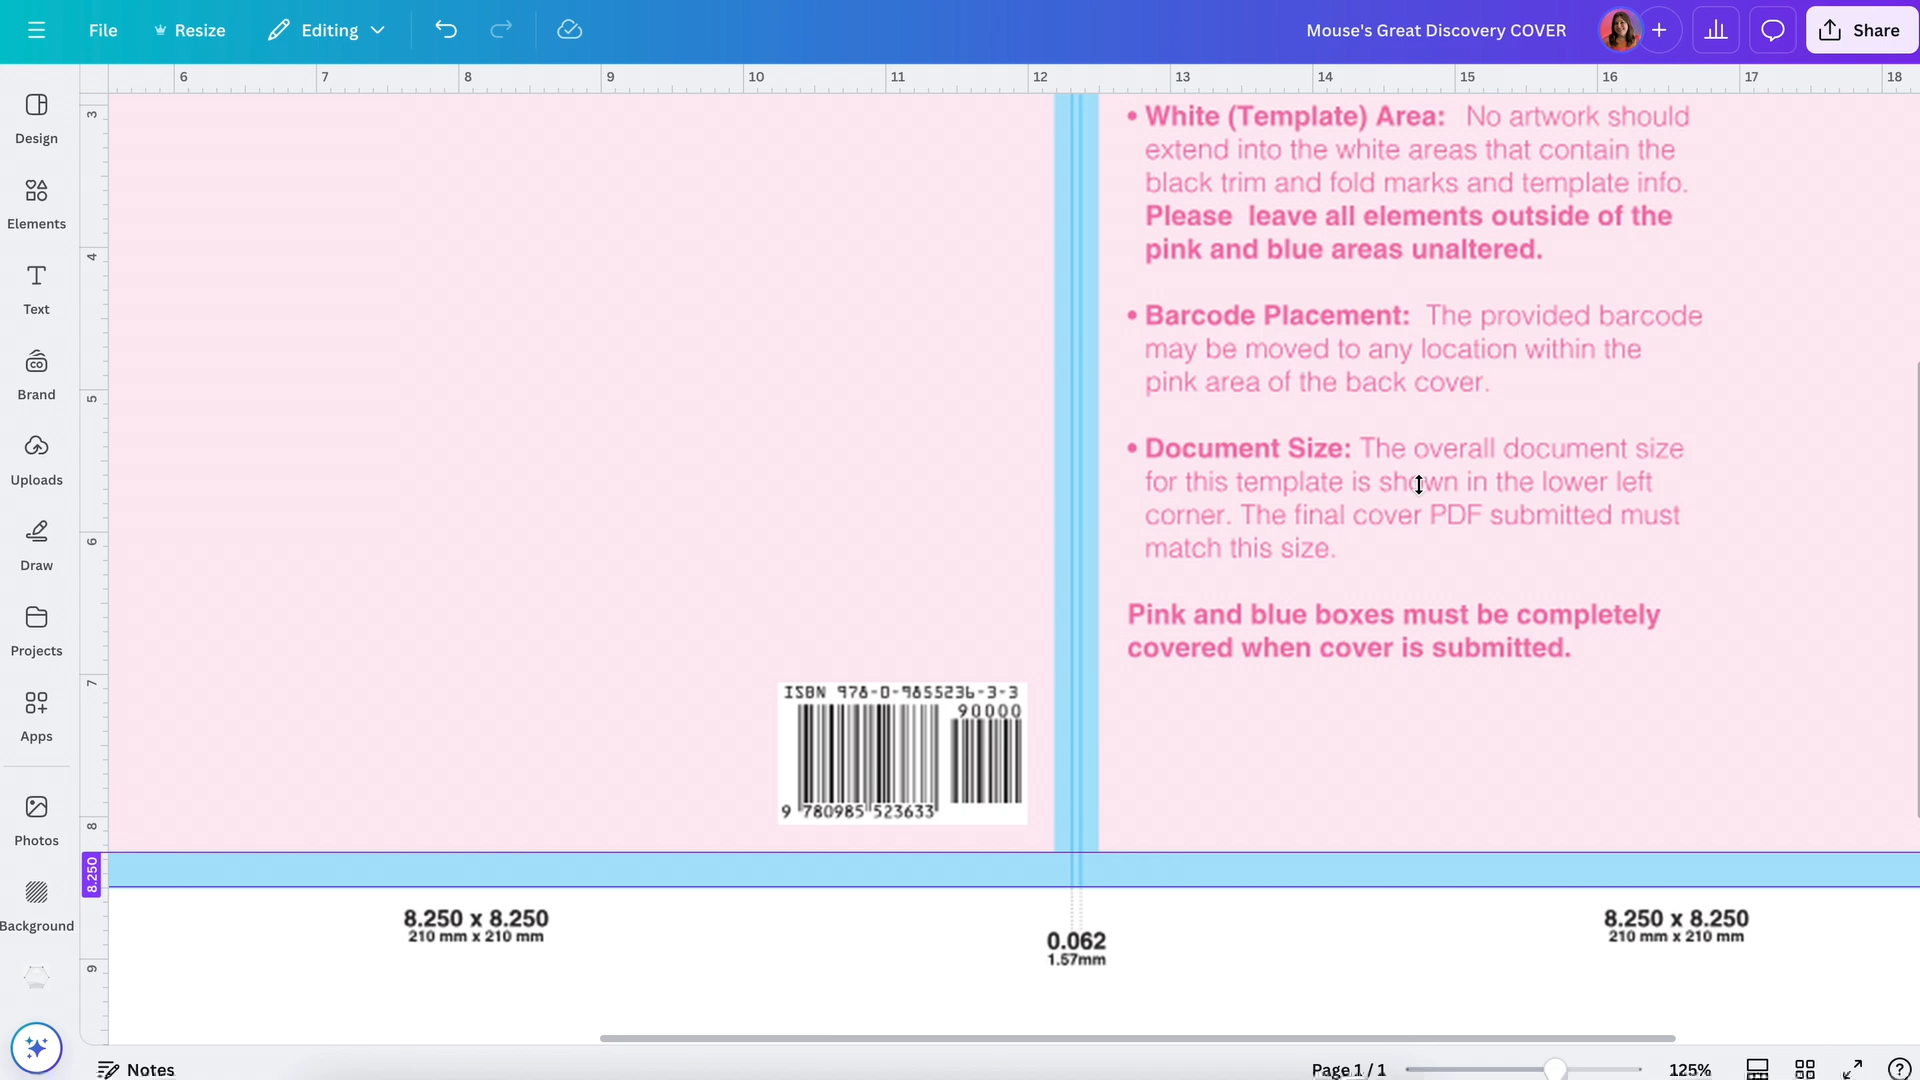 File
Resize
Editing
Mouse's Great Discovery COVER
Share
6 7 8 9 10 11 12 13 14 15 16 17 18
Design
Elements
Text
Brand
Uploads
Draw
Projects
Apps
Photos
Background
3
4
5
6
7
8
8.250
9
• White (Template) Area: No artwork should
extend into the white areas that contain the
black trim and fold marks and template info.
Please leave all elements outside of the
pink and blue areas unaltered.
• Barcode Placement: The provided barcode
may be moved to any location within the
pink area of the back cover.
• Document Size: The overall document size
for this template is shown in the lower left
corner. The final cover PDF submitted must
match this size.
Pink and blue boxes must be completely
covered when cover is submitted.
ISBN 978-0-9855236-3-3
90000
9 780985 523633
8.250 x 8.250
210 mm x 210 mm
0.062
1.57mm
8.250 x 8.250
210 mm x 210 mm
Notes
Page 1 / 1
125%